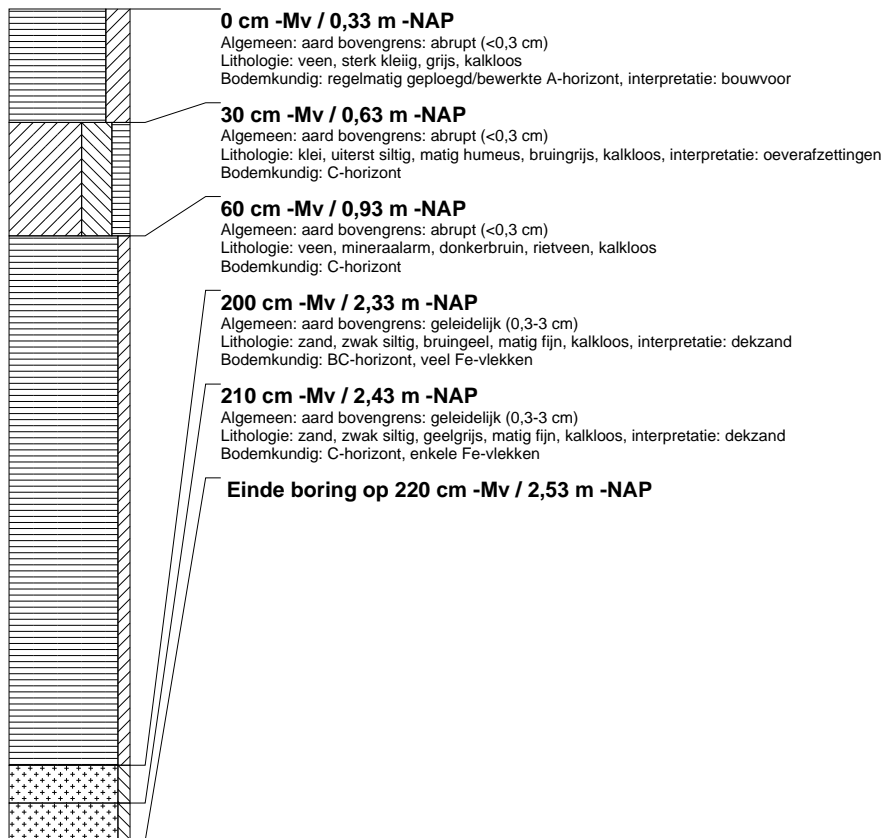 0 cm -Mv / 0,33 m -NAP
Algemeen: aard bovengrens: abrupt (<0,3 cm)
Lithologie: veen, sterk kleiig, grijs, kalkloos
Bodemkundig: regelmatig geploegd/bewerkte A-horizont, interpretatie: bouwvoor
30 cm -Mv / 0,63 m -NAP
Algemeen: aard bovengrens: abrupt (<0,3 cm)
Lithologie: klei, uiterst siltig, matig humeus, bruingrijs, kalkloos, interpretatie: oeverafzettingen
Bodemkundig: C-horizont
60 cm -Mv / 0,93 m -NAP
Algemeen: aard bovengrens: abrupt (<0,3 cm)
Lithologie: veen, mineraalarm, donkerbruin, rietveen, kalkloos
Bodemkundig: C-horizont
200 cm -Mv / 2,33 m -NAP
Algemeen: aard bovengrens: geleidelijk (0,3-3 cm)
Lithologie: zand, zwak siltig, bruingeel, matig fijn, kalkloos, interpretatie: dekzand
Bodemkundig: BC-horizont, veel Fe-vlekken
210 cm -Mv / 2,43 m -NAP
Algemeen: aard bovengrens: geleidelijk (0,3-3 cm)
Lithologie: zand, zwak siltig, geelgrijs, matig fijn, kalkloos, interpretatie: dekzand
Bodemkundig: C-horizont, enkele Fe-vlekken
Einde boring op 220 cm -Mv / 2,53 m -NAP